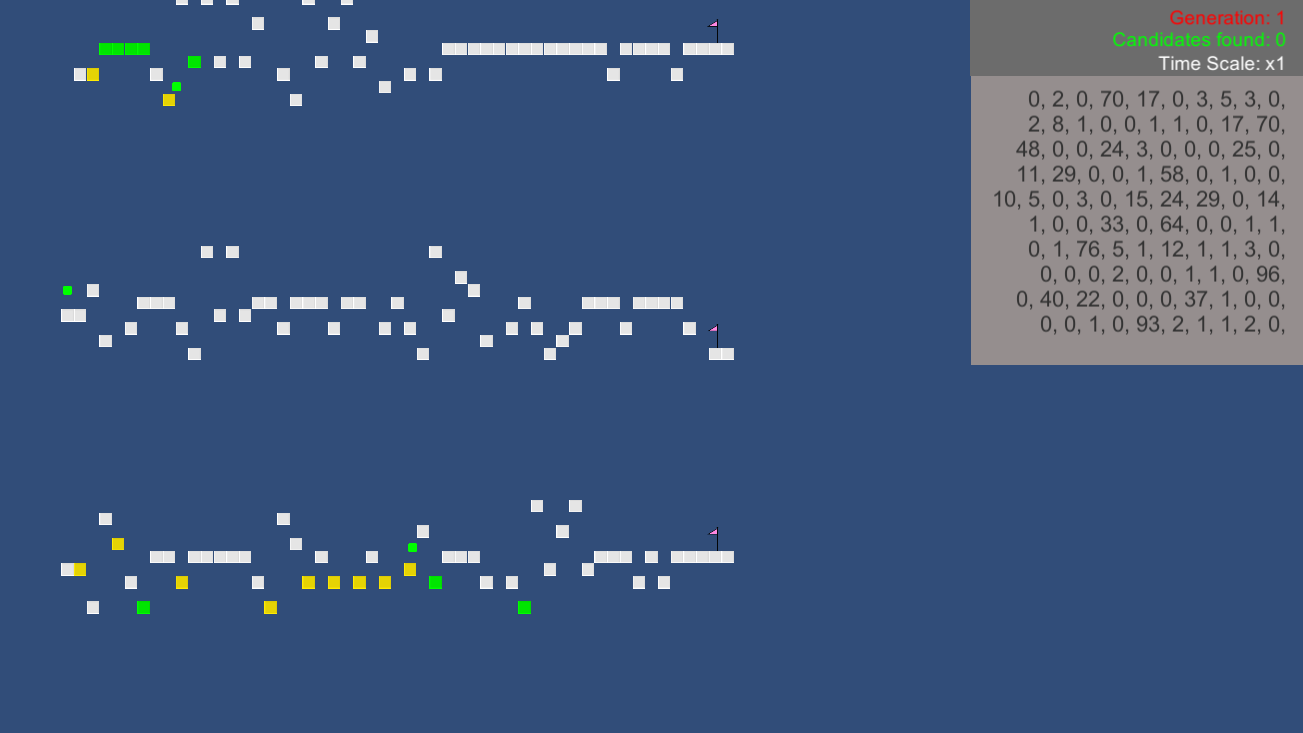 Generation: 1
Candidates found: 0
Time Scale: x1
0, 2, 0, 70, 17, 0, 3, 5, 3, 0,
2, 8, 1, 0, 0, 1, 1, 0, 17, 70,
48, 0, 0, 24, 3, 0, 0, 0, 25, 0,
11, 29, 0, 0, 1, 58, 0, 1, 0, 0,
10, 5, 0, 3, 0, 15, 24, 29, 0, 14,
1, 0, 0, 33, 0, 64, 0, 0, 1, 1,
0, 1, 76, 5, 1, 12, 1, 1, 3, 0,
0, 0, 0, 2, 0, 0, 1, 1, 0, 96,
0, 40, 22, 0, 0, 0, 37, 1, 0, 0,
0, 0, 1, 0, 93, 2, 1, 1, 2, 0,